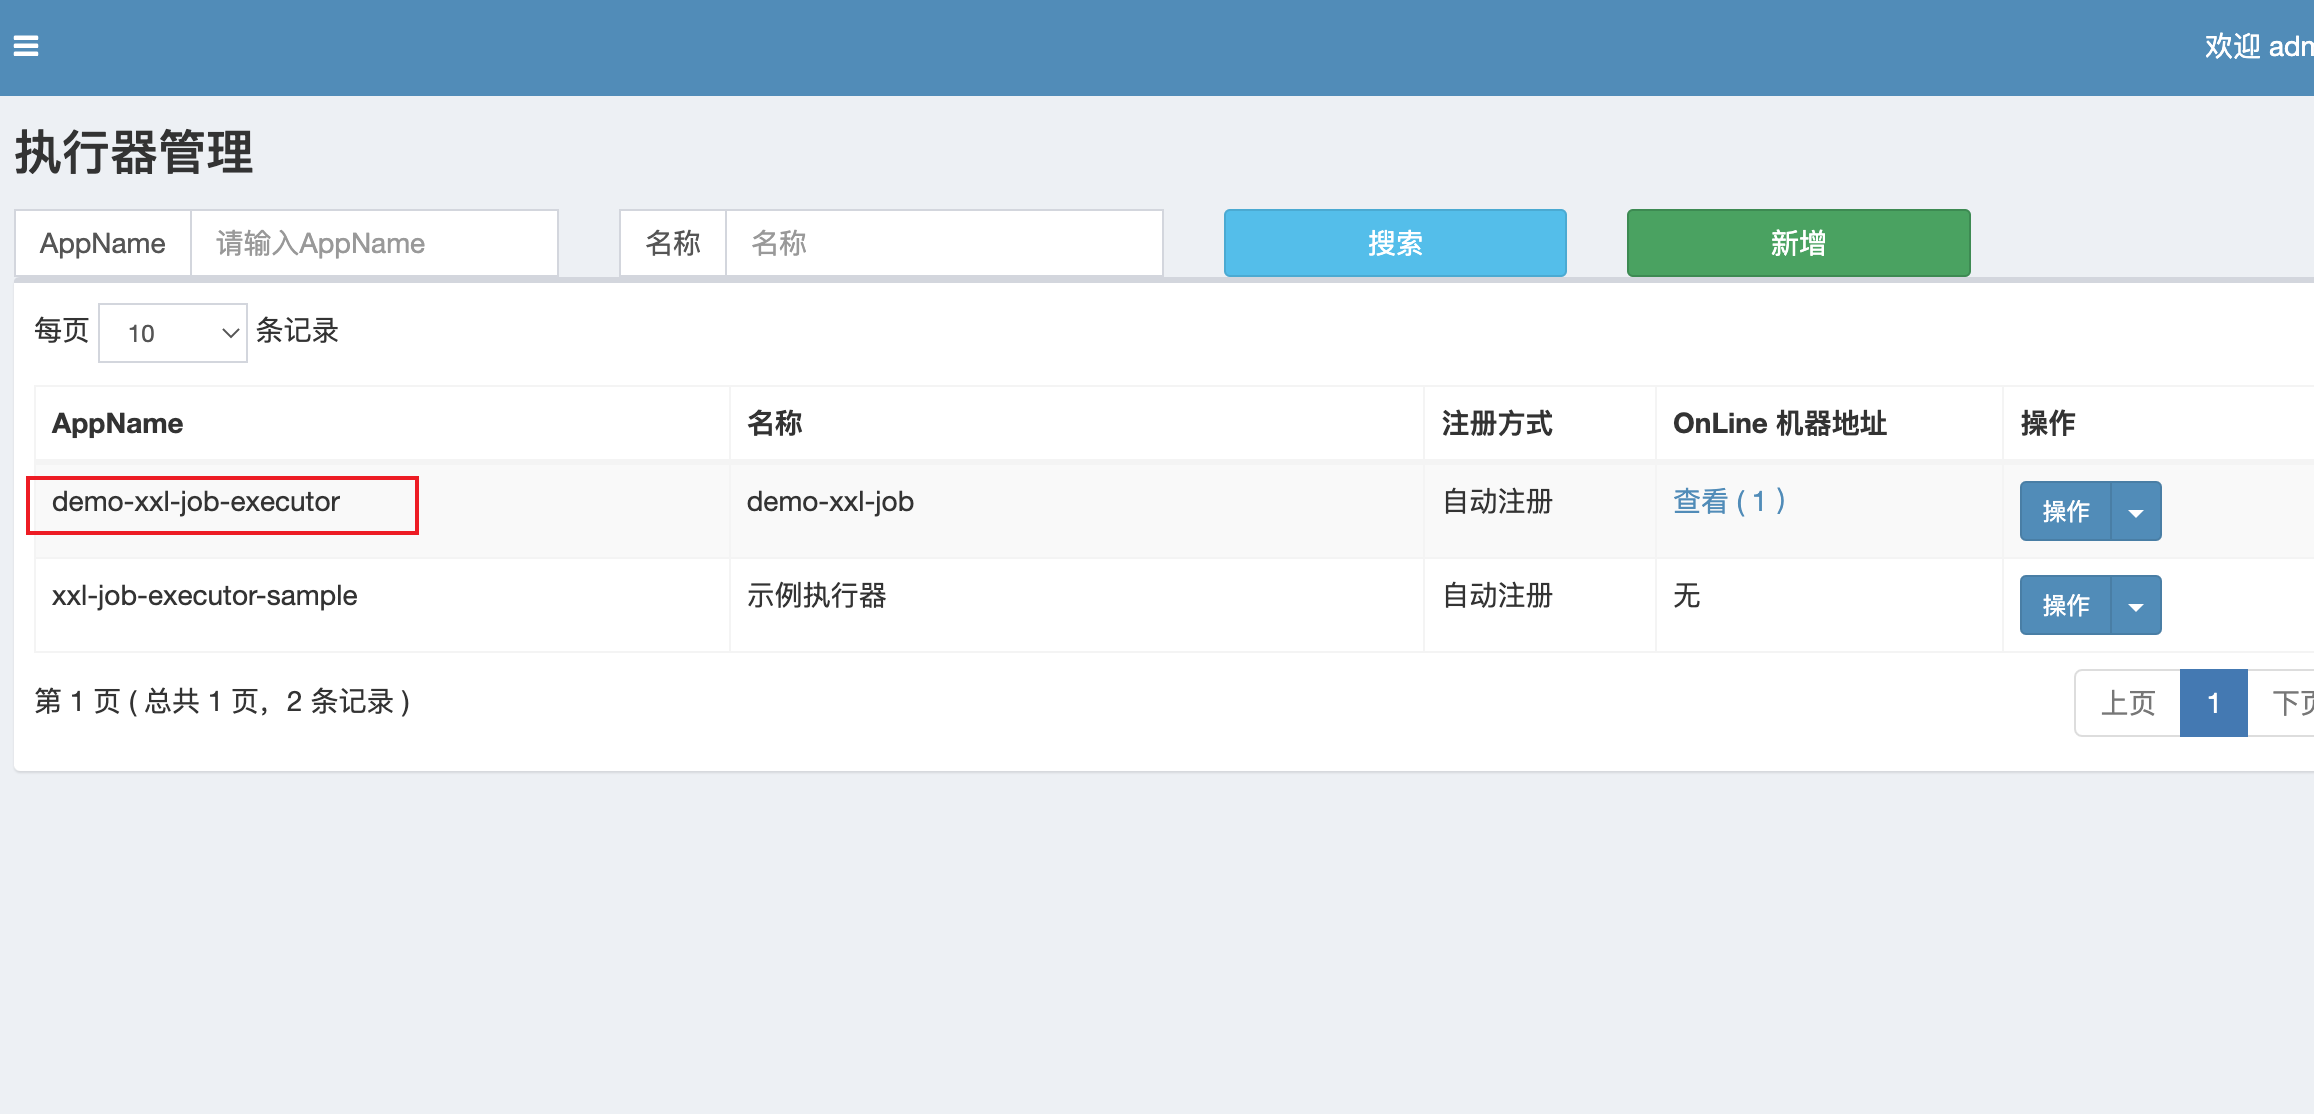 欢迎
执行器管理
AppName 请输入AppName 名称 名称 搜索 新增
每页 10 条记录
AppName 名称 注册方式 OnLine 机器地址 操作
demo-xxl-job-executor demo-xxl-job 自动注册 查看 ( 1 ) 操作
xxl-job-executor-sample 示例执行器 自动注册 无 操作
第 1 页 ( 总共 1 页，2 条记录 ) 上页 1